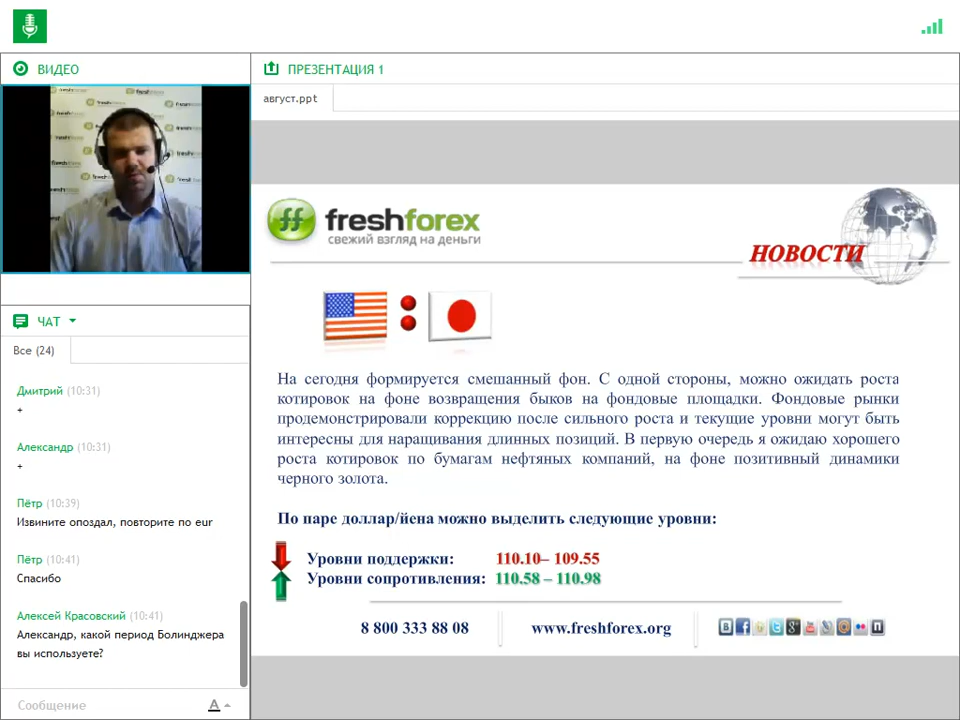 ВИДЕО
ПРЕЗЕНТАЦИЯ 1
август.ppt
freshforex
свежий взгляд на деньги
НОВОСТИ
На сегодня формируется смешанный фон. С одной стороны, можно ожидать роста
котировок на фоне возвращения быков на фондовые площадки. Фондовые рынки
продемонстрировали коррекцию после сильного роста и текущие уровни могут быть
интересны для наращивания длинных позиций. В первую очередь я ожидаю хорошего
роста котировок по бумагам нефтяных компаний, на фоне позитивный динамики
черного золота.
По паре доллар/йена можно выделить следующие уровни:
Уровни поддержки: 110.10– 109.55
Уровни сопротивления: 110.58 – 110.98
8 800 333 88 08
www.freshforex.org
ЧАТ
Все (24)
Дмитрий (10:31)
+
Александр (10:31)
+
Пётр (10:39)
Извините опоздал, повторите по eur
Пётр (10:41)
Спасибо
Алексей Красовский (10:41)
Александр, какой период Болинджера
вы используете?
Сообщение
A